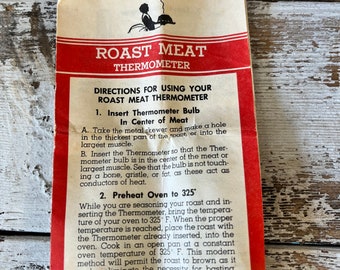 ROAST MEAT
THERMOMETER
DIRECTIONS FOR USING YOUR
ROAST MEAT THERMOMETER
1. Insert Thermometer Bulb
In Center of Meat
A. Take the metal skewer and make a hole
in the thickest part of the roast, or into the
largest muscle.
B. Insert the Thermometer so that the Ther-
mometer bulb is in the center of the meat or
largest muscle. See that the bulb is not touch-
ing a bone, gristle, or fat, as these act as
conductors of heat.
2. Preheat Oven to 325°
While you are seasoning your roast and in-
serting the Thermometer, bring the tempera-
ture of your oven to 325° F. When the proper
temperature is reached, place the roast with
the Thermometer already inserted, into the
oven. Cook in an open pan at a constant
oven temperature of 325° F. This modern
method will permit the roast to brown, as it
the necessity for basting